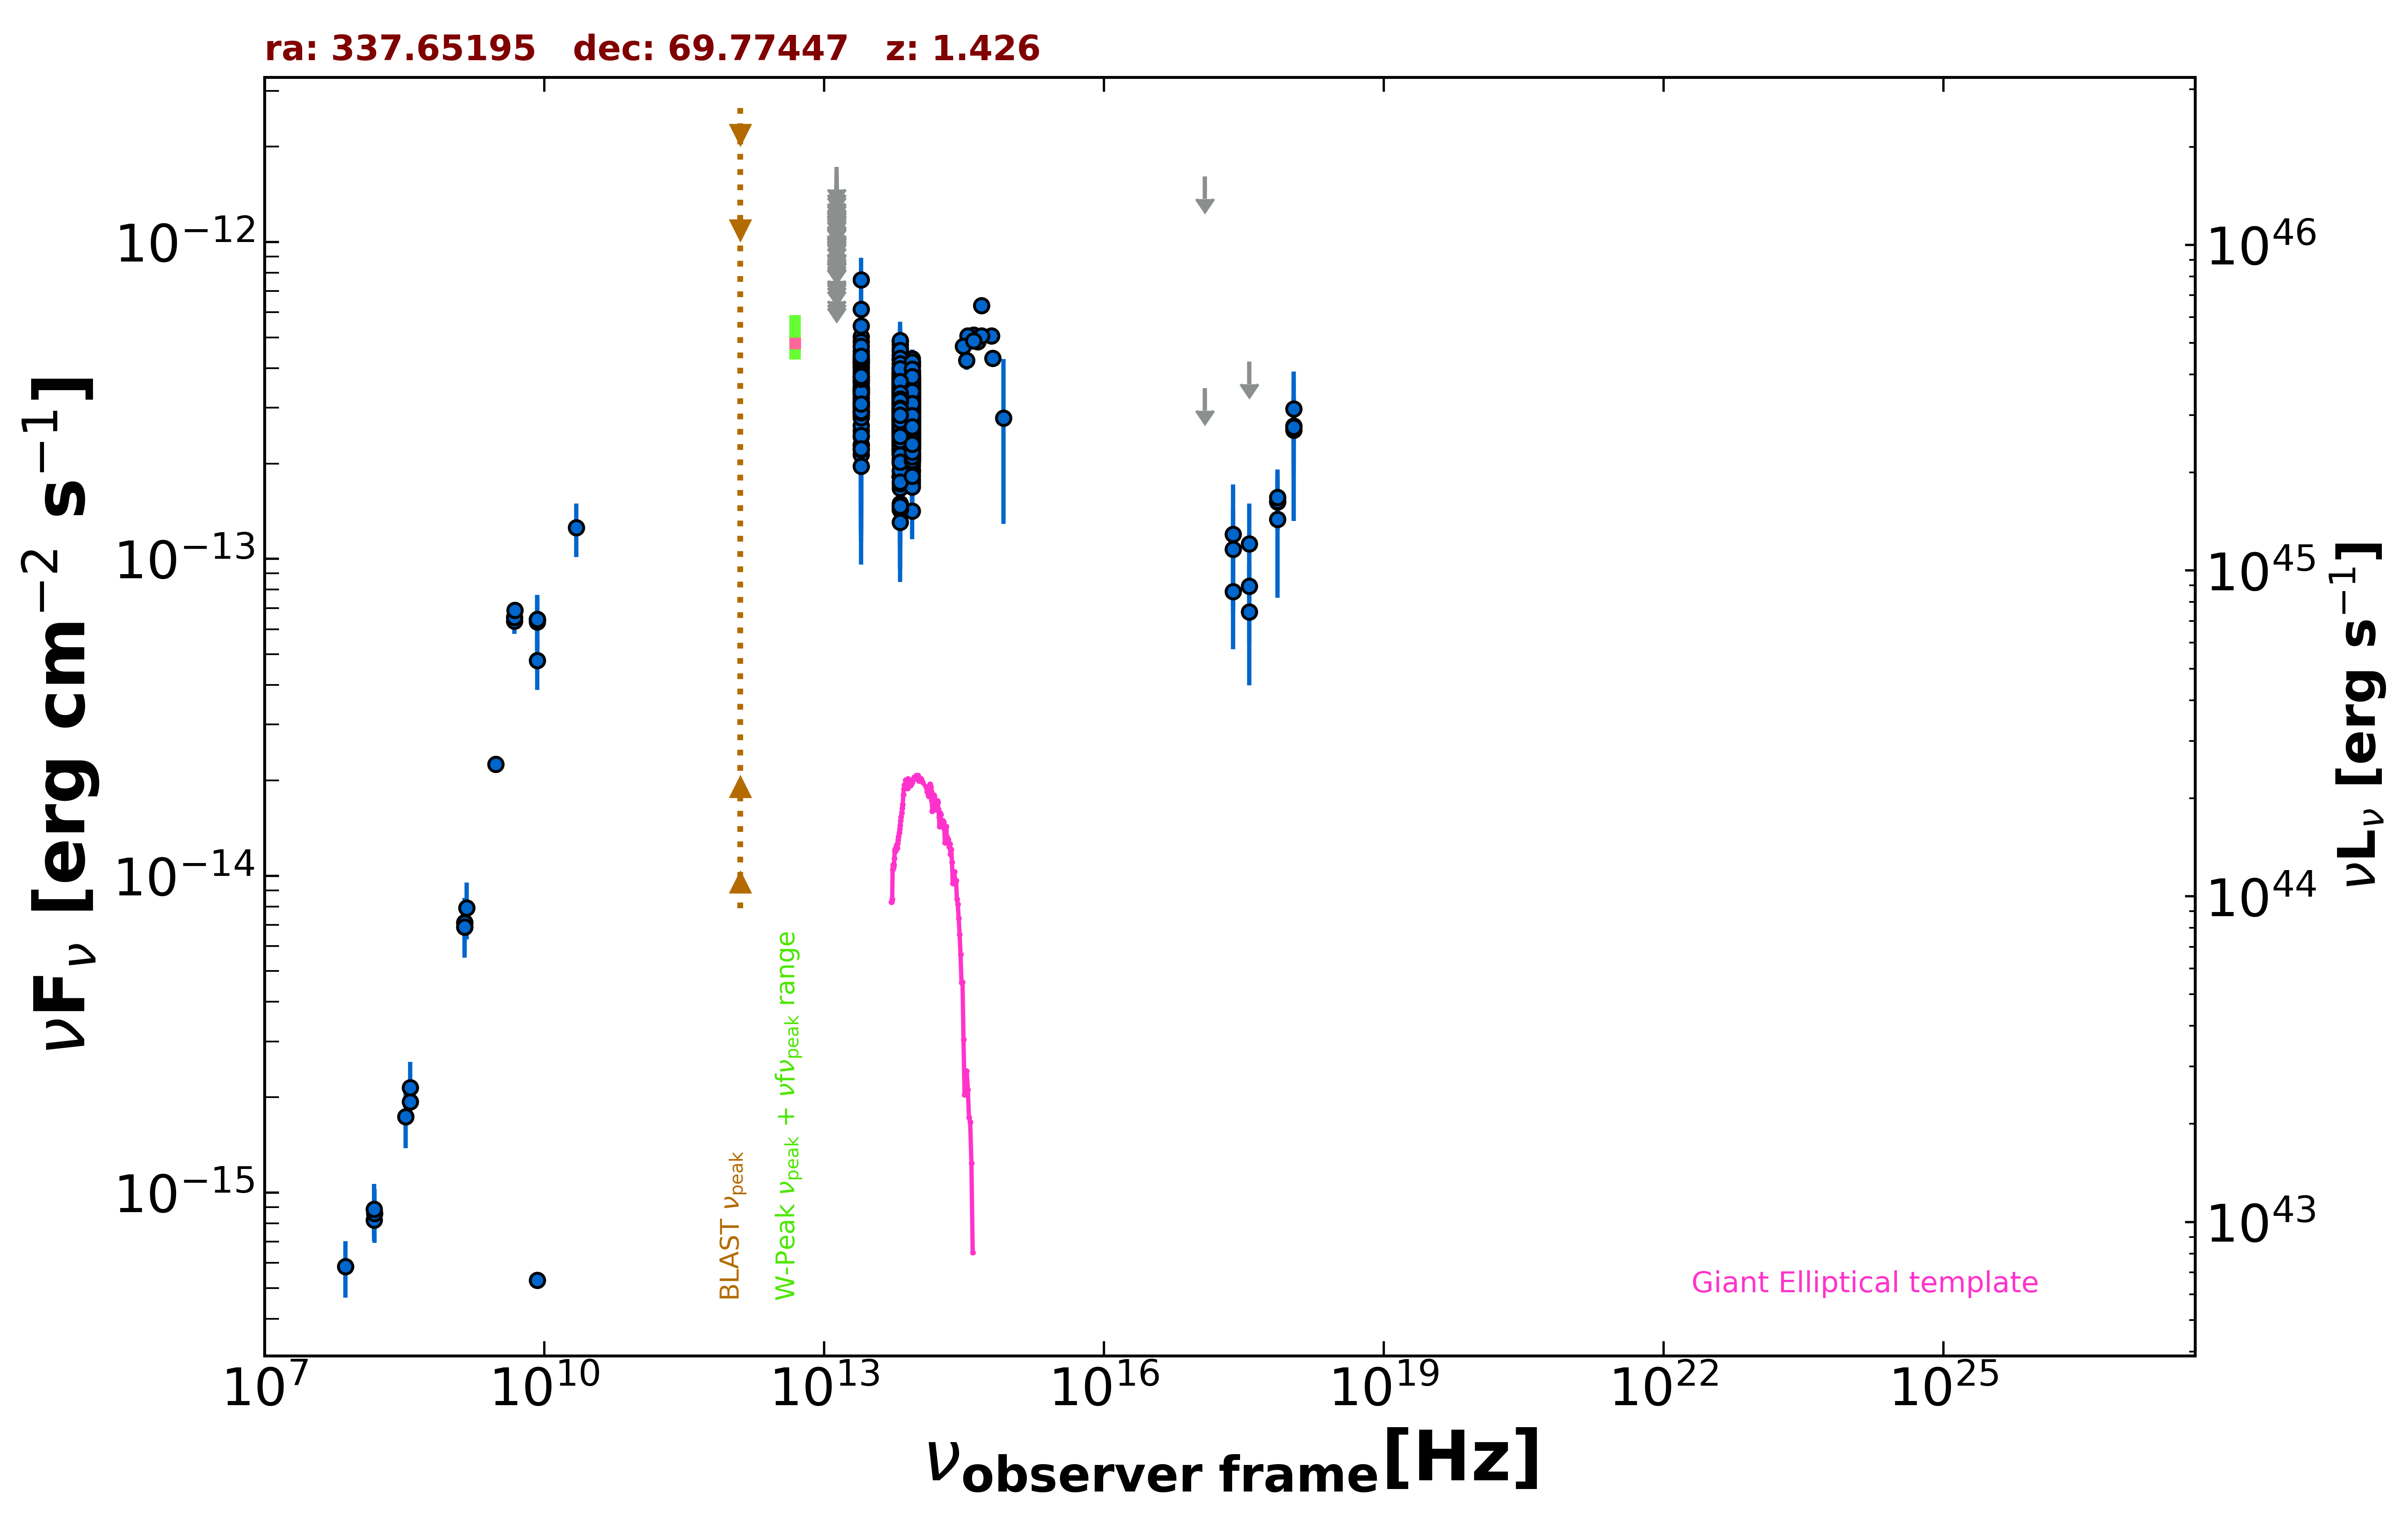 ra: 337.65195   dec: 69.77447   z: 1.426
νFν [erg cm−2 s−1]
10−12
10−13
10−14
10−15
1046
1045
1044
1043
νLν [erg s−1]
BLAST νpeak
W-Peak νpeak + νfνpeak range
Giant Elliptical template
107
1010
1013
1016
1019
1022
1025
νobserver frame[Hz]